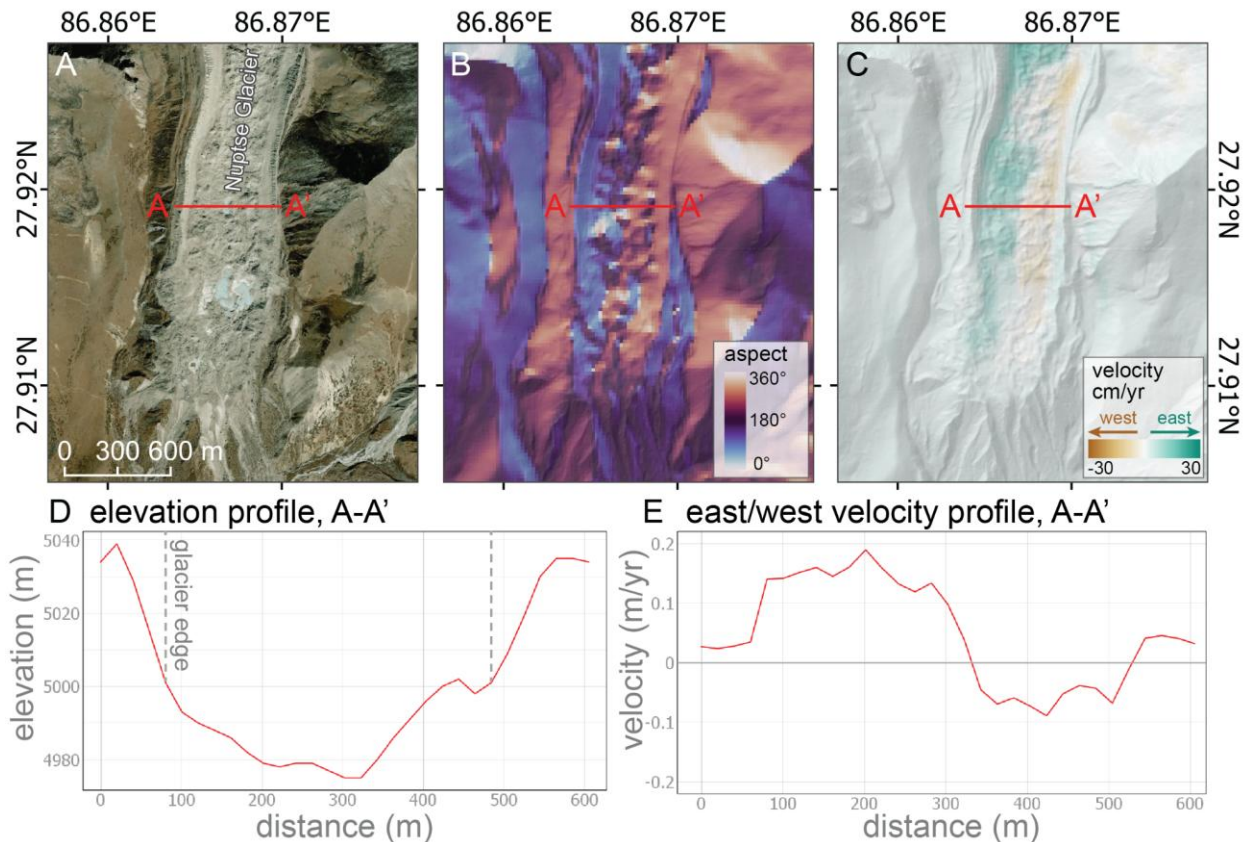 86.86°E 86.87°E 86.86°E 86.87°E 86.86°E 86.87°E
A B C
Nuptse Glacier
27.92°N 27.92°N
A A' A A' A A'
27.91°N 27.91°N
0 300 600 m
aspect
360°
180°
0°
velocity
cm/yr
west east
-30 30
D elevation profile, A-A' E east/west velocity profile, A-A'
elevation (m)
5040
5020
5000
4980
glacier edge
0 100 200 300 400 500 600
distance (m)
velocity (m/yr)
0.2
0.1
0
-0.1
-0.2
0 100 200 300 400 500 600
distance (m)